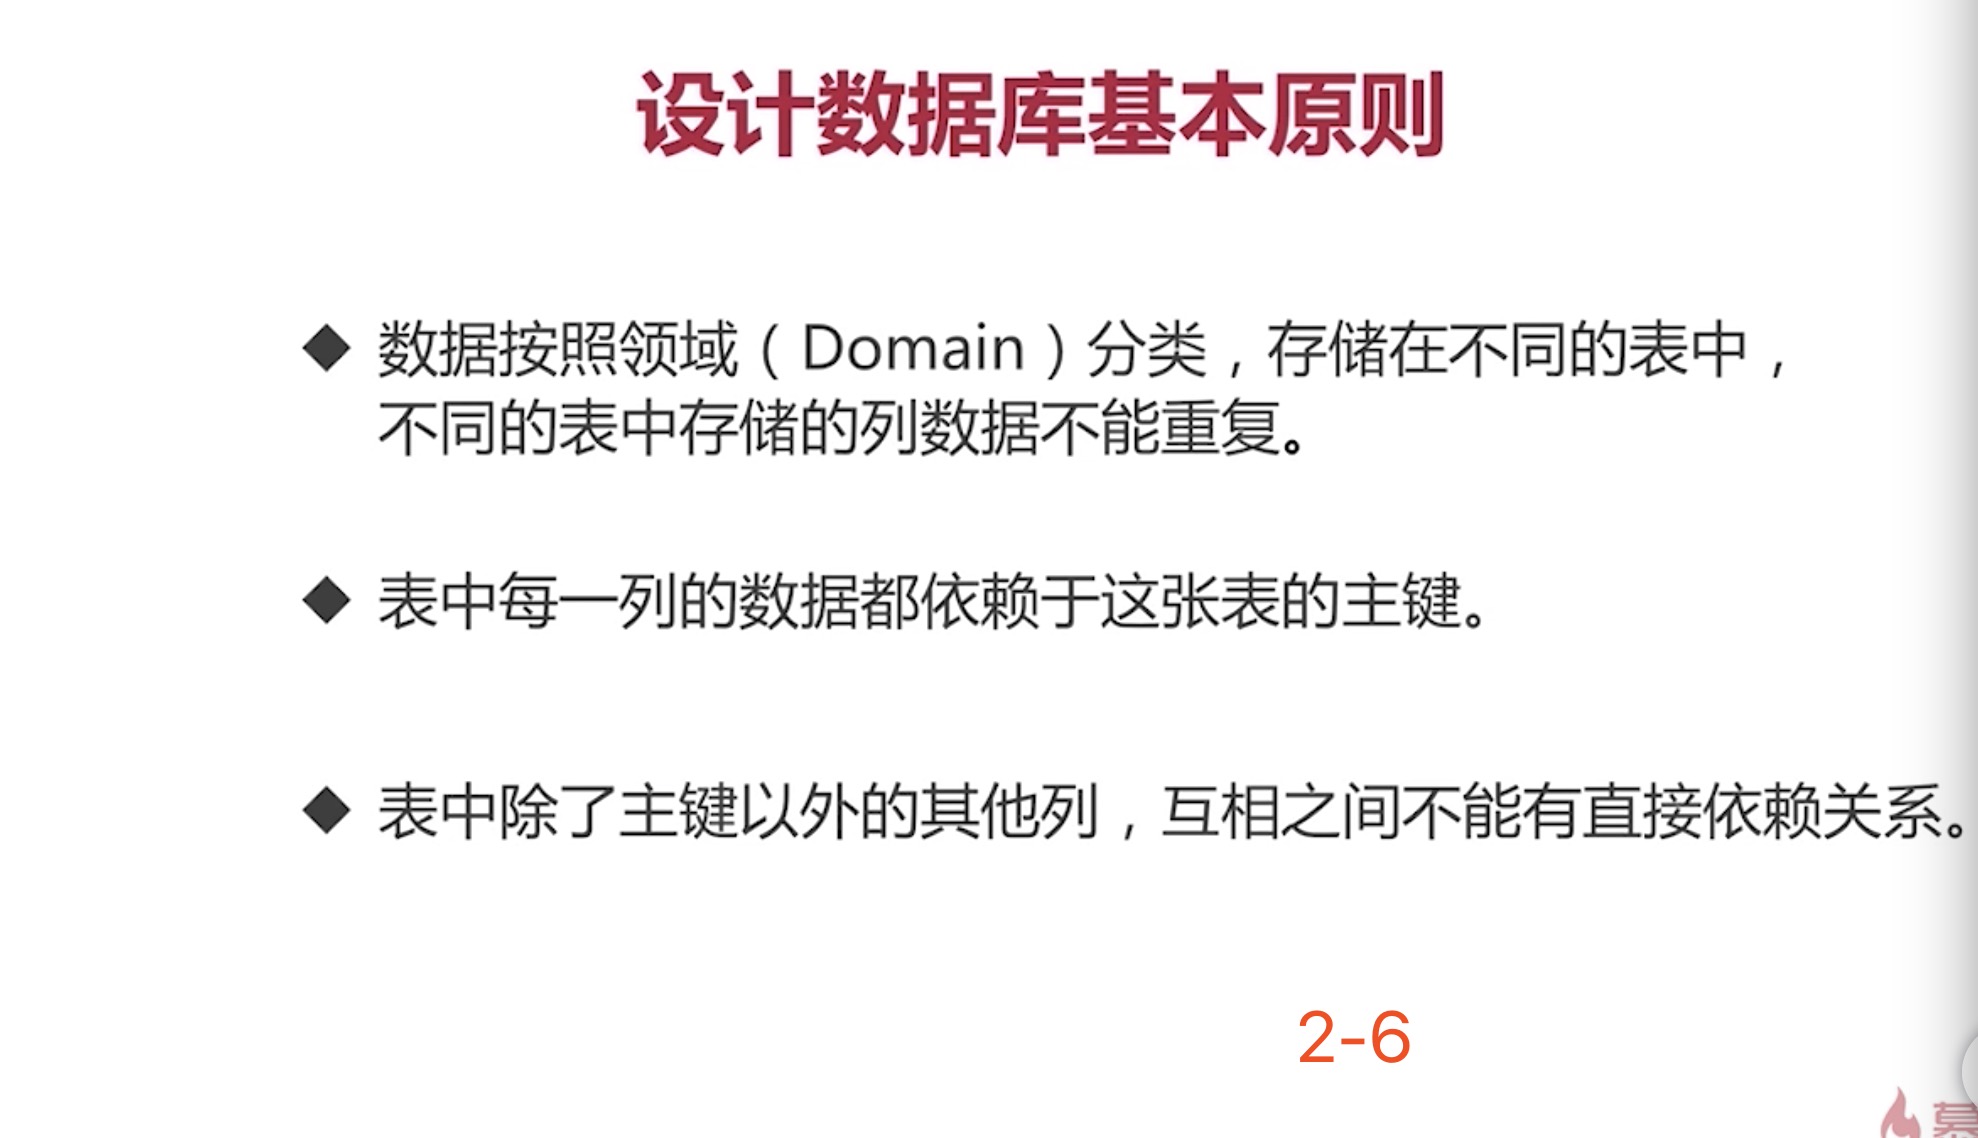 设计数据库基本原则
◆ 数据按照领域（Domain）分类，存储在不同的表中，
不同的表中存储的列数据不能重复。
◆ 表中每一列的数据都依赖于这张表的主键。
◆ 表中除了主键以外的其他列，互相之间不能有直接依赖关系。
2-6